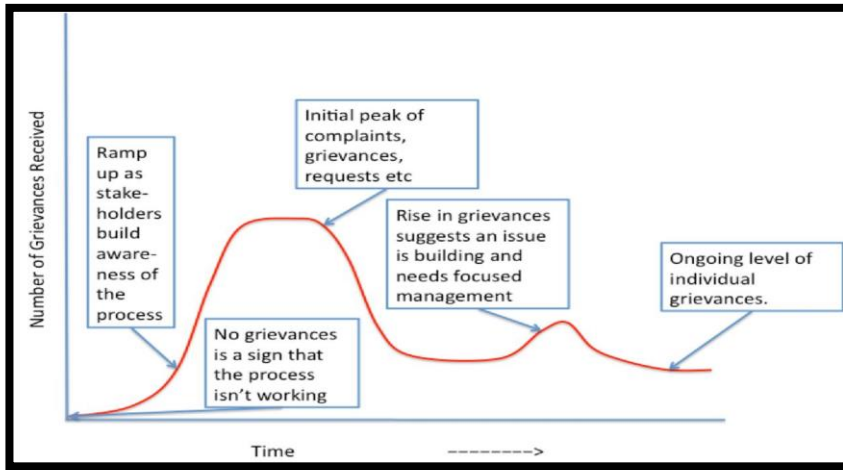 Number of Grievances Received
Ramp
up as
stake-
holders
build
aware-
ness of
the
process
Initial peak of
complaints,
grievances,
requests etc
No grievances
is a sign that
the process
isn't working
Rise in grievances
suggests an issue
is building and
needs focused
management
Ongoing level of
individual
grievances.
Time -------->